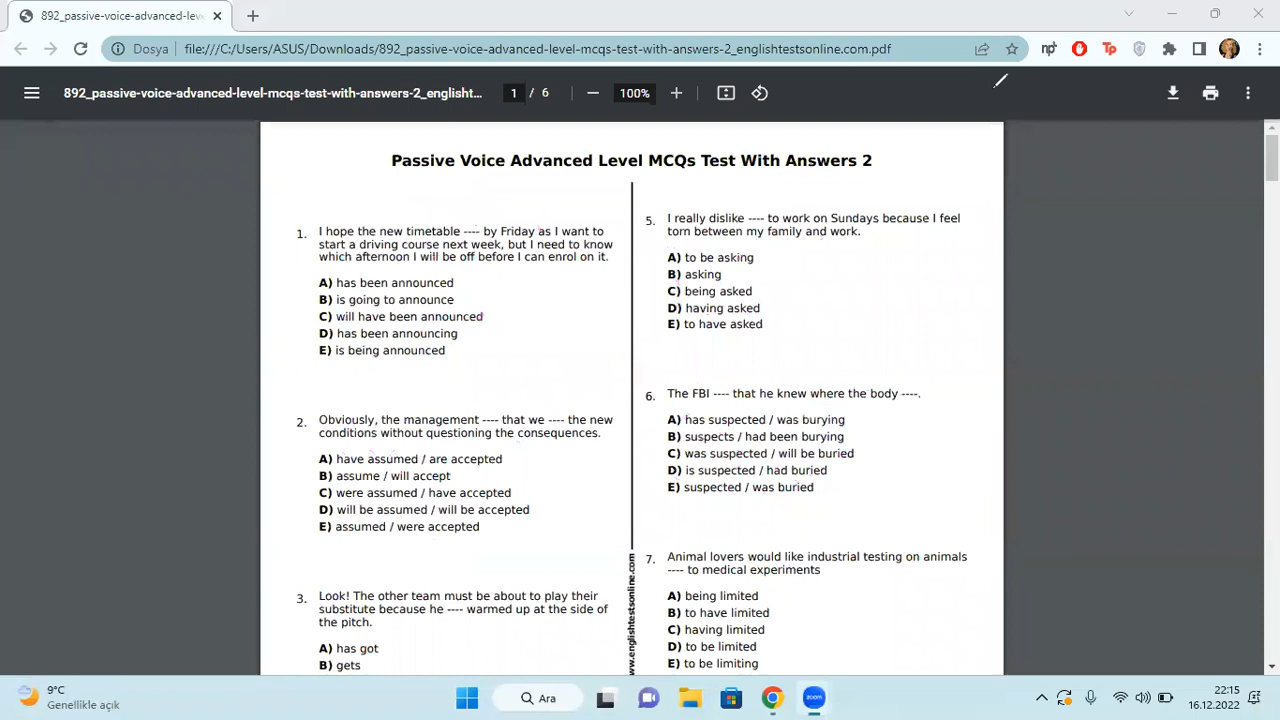 892_passive-voice-advanced-lev
Dosya
file:///C:/Users/ASUS/Downloads/892_passive-voice-advanced-level-mcqs-test-with-answers-2_englishtestsonline.com.pdf
892_passive-voice-advanced-level-mcqs-test-with-answers-2_englisht...
1 / 6
100%
Passive Voice Advanced Level MCQs Test With Answers 2
1. I hope the new timetable ---- by Friday as I want to
start a driving course next week, but I need to know
which afternoon I will be off before I can enrol on it.
A) has been announced
B) is going to announce
C) will have been announced
D) has been announcing
E) is being announced
2. Obviously, the management ---- that we ---- the new
conditions without questioning the consequences.
A) have assumed / are accepted
B) assume / will accept
C) were assumed / have accepted
D) will be assumed / will be accepted
E) assumed / were accepted
3. Look! The other team must be about to play their
substitute because he ---- warmed up at the side of
the pitch.
A) has got
B) gets
5. I really dislike ---- to work on Sundays because I feel
torn between my family and work.
A) to be asking
B) asking
C) being asked
D) having asked
E) to have asked
6. The FBI ---- that he knew where the body ----.
A) has suspected / was burying
B) suspects / had been burying
C) was suspected / will be buried
D) is suspected / had buried
E) suspected / was buried
7. Animal lovers would like industrial testing on animals
---- to medical experiments
A) being limited
B) to have limited
C) having limited
D) to be limited
E) to be limiting
ww.englishtestsonline.com
9°C
Genellikle açık
Ara
zoom
22:15
16.12.2022